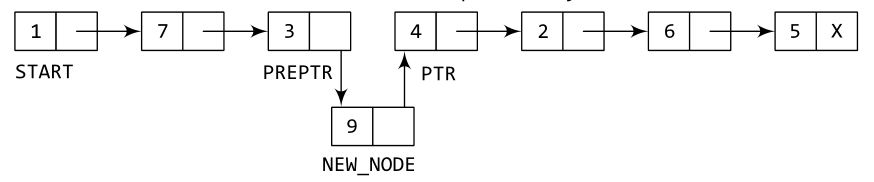 1 7 3 4 2 6 5 X
START PREPTR PTR
9
NEW_NODE